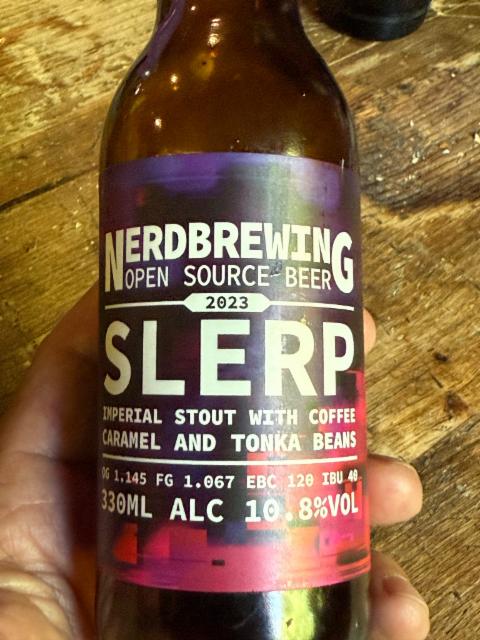 NERDBREWING
OPEN SOURCE BEER
2023
SLERP
IMPERIAL STOUT WITH COFFEE
CARAMEL AND TONKA BEANS
OG 1.145 FG 1.067 EBC 120 IBU 40
330ML ALC 10.8%VOL